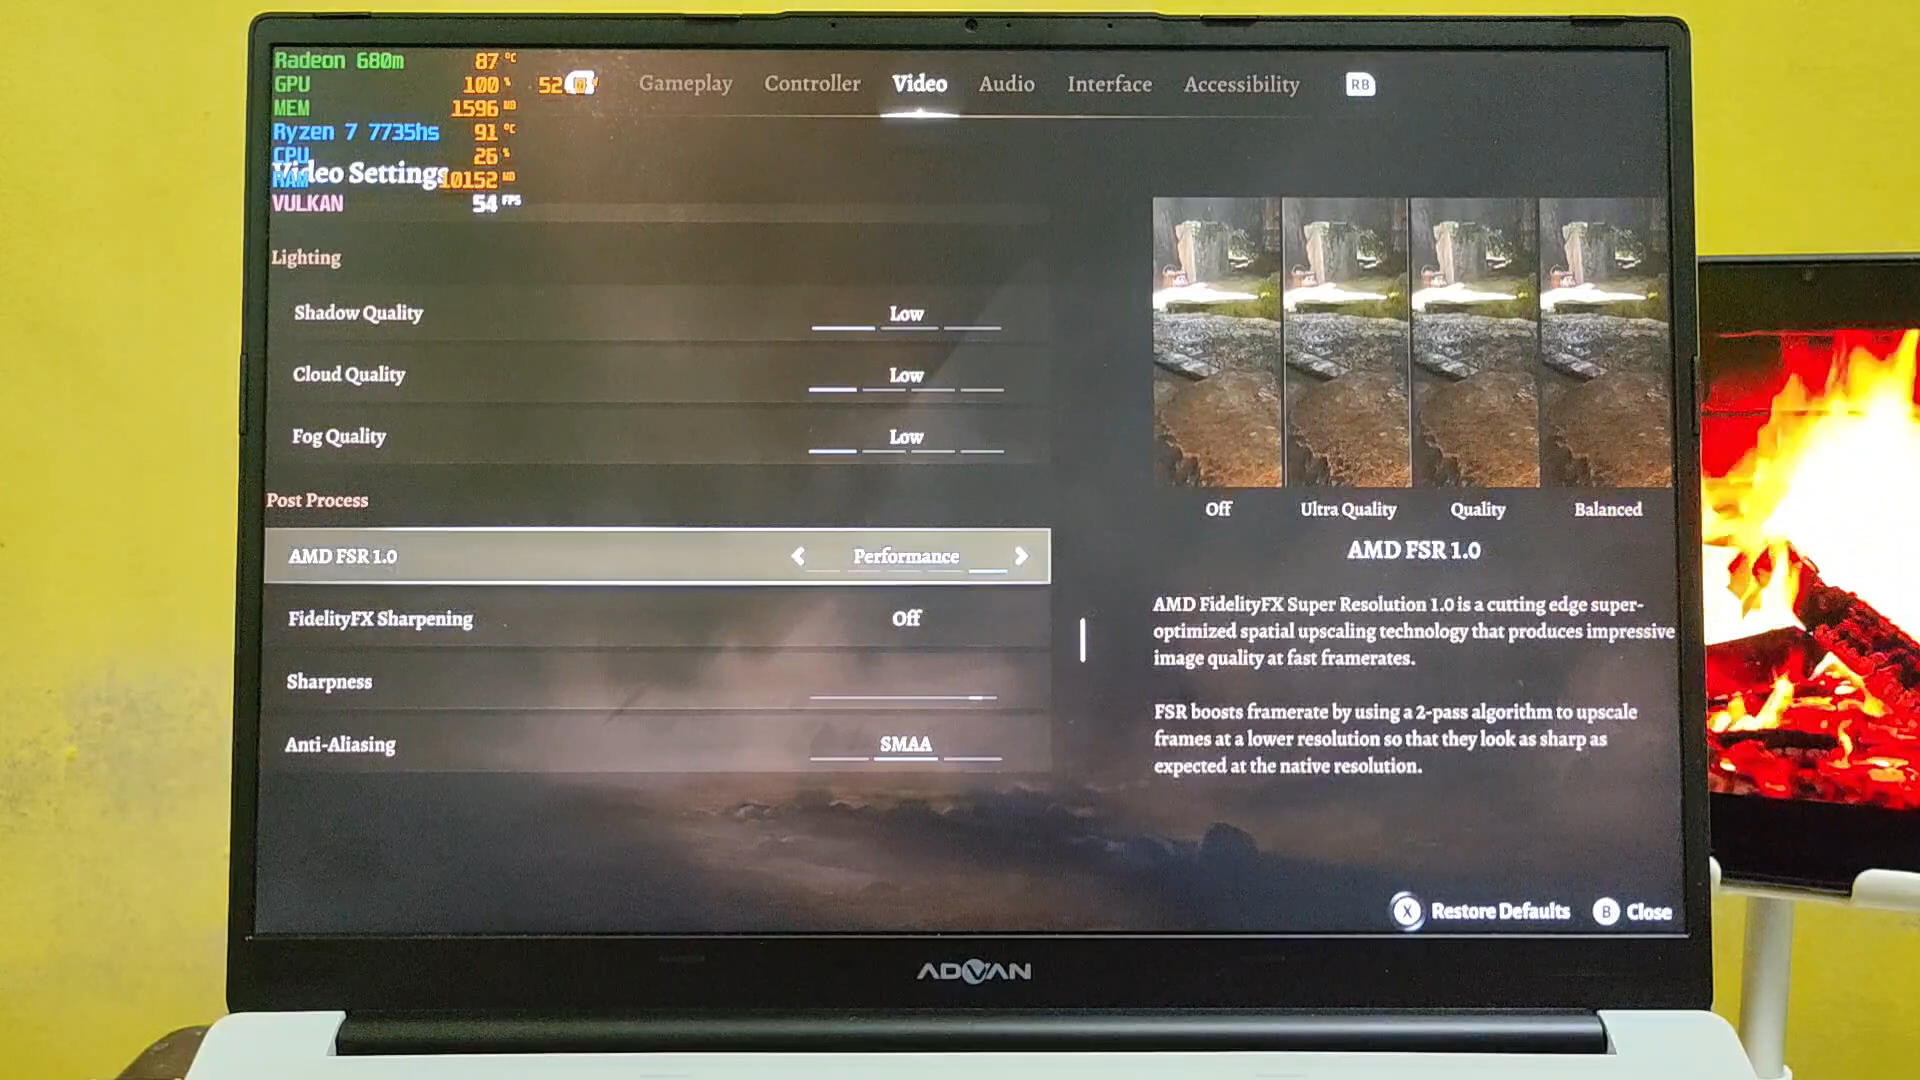 Radeon 680m 87 °C
GPU 100 % 52
MEM 1596 MB
Ryzen 7 7735hs 91 °C
CPU 26 %
RAM 10152 MB
VULKAN 54 FPS
Gameplay Controller Video Audio Interface Accessibility RB
Video Settings
Lighting
Shadow Quality Low
Cloud Quality Low
Fog Quality Low
Post Process
AMD FSR 1.0 Performance
FidelityFX Sharpening Off
Sharpness
Anti-Aliasing SMAA
Off Ultra Quality Quality Balanced
AMD FSR 1.0
AMD FidelityFX Super Resolution 1.0 is a cutting edge super-
optimized spatial upscaling technology that produces impressive
image quality at fast framerates.
FSR boosts framerate by using a 2-pass algorithm to upscale
frames at a lower resolution so that they look as sharp as
expected at the native resolution.
X Restore Defaults B Close
ADVAN